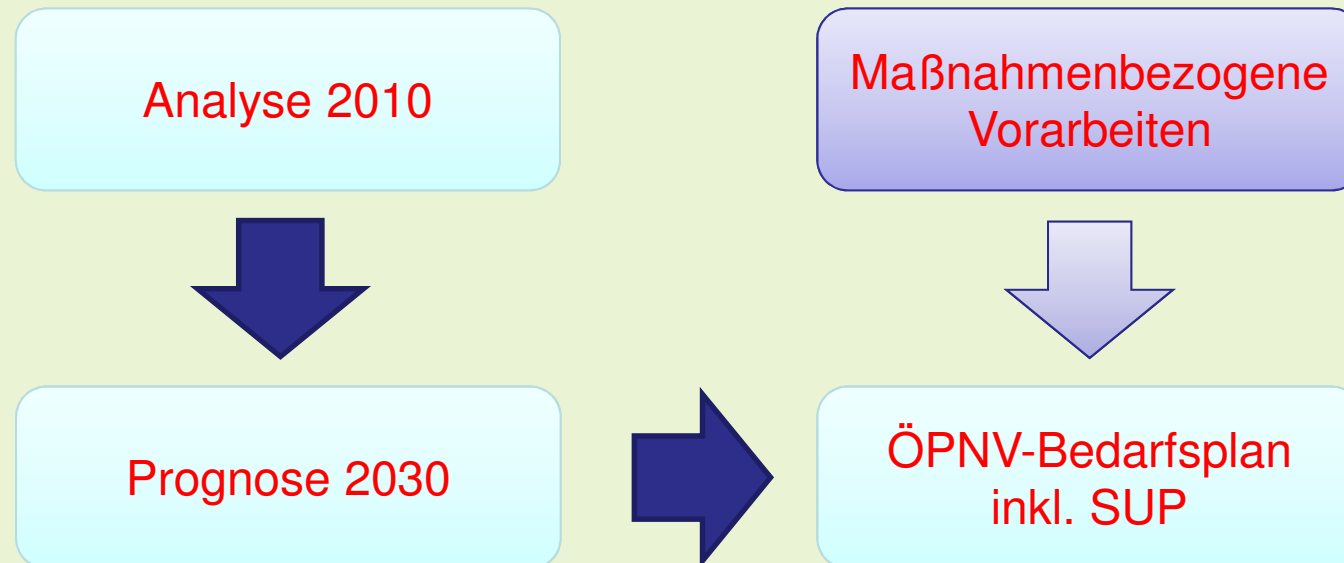 Analyse 2010
Maßnahmenbezogene
Vorarbeiten
Prognose 2030
ÖPNV-Bedarfsplan
inkl. SUP